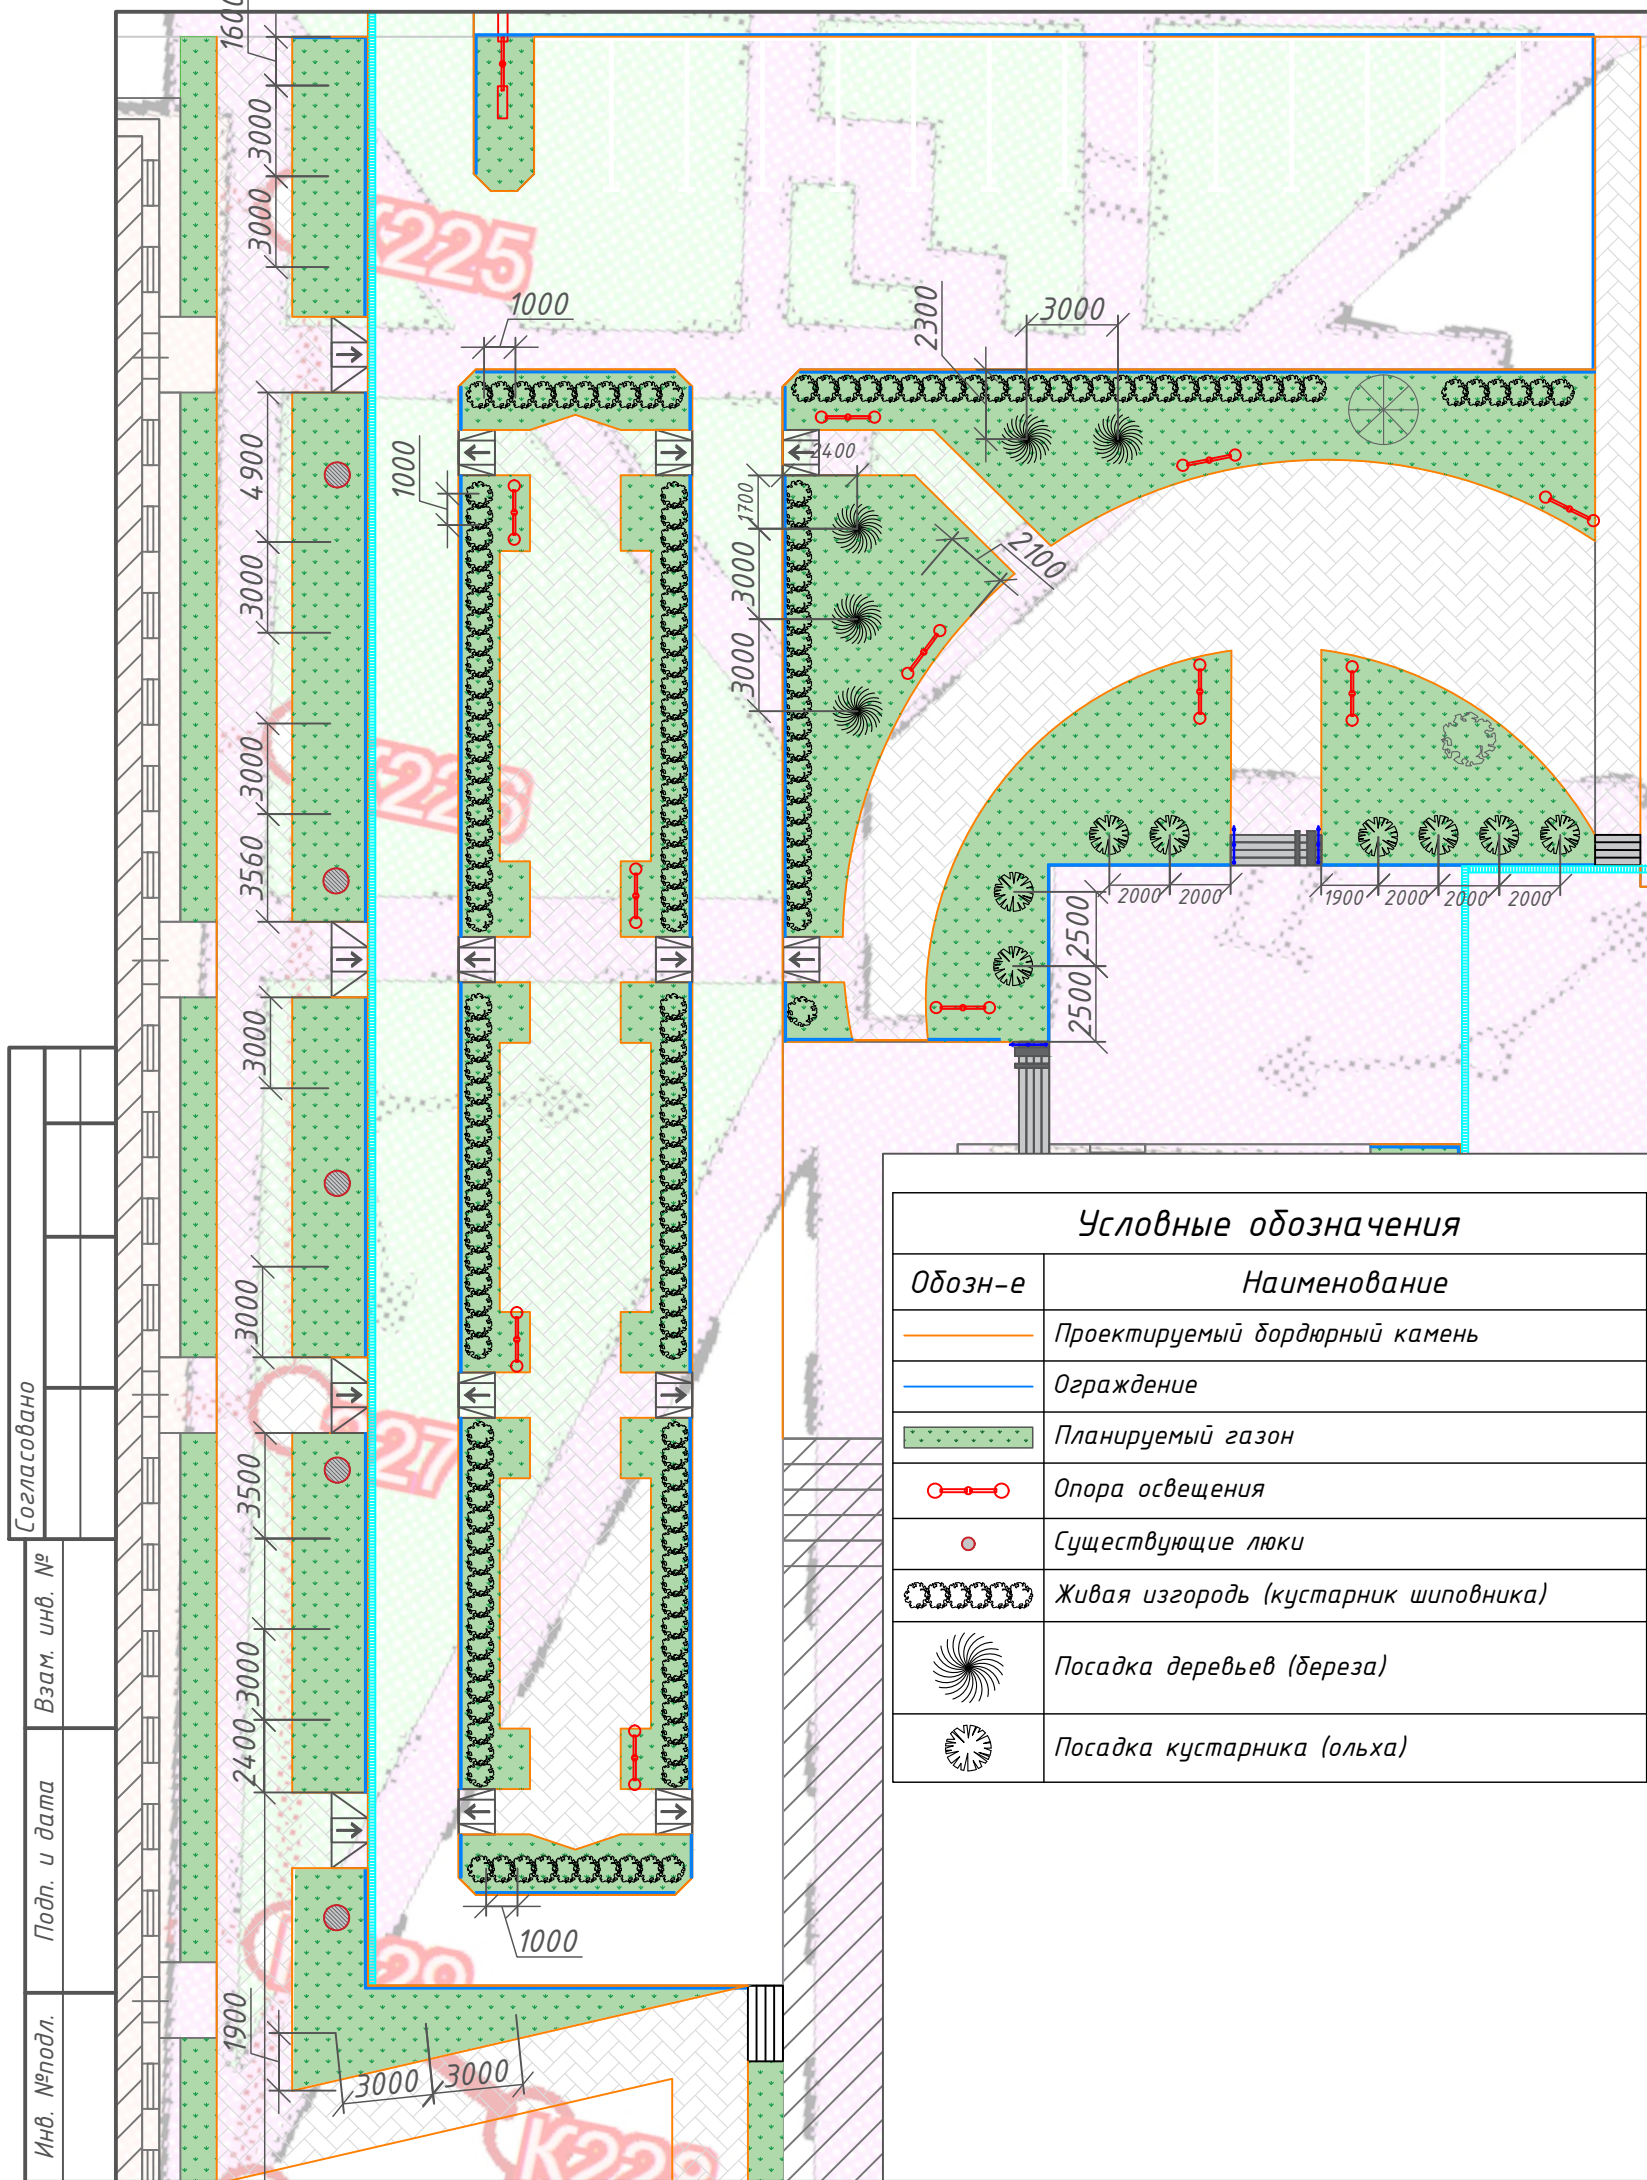 1600
3000
3000
К225
1000
2300
3000
4900
1000
2400
1700
2100
3000
3000
3000
3000
К226
3560
2000
2000
1900
2000
2000
2000
2500
2500
3000
3000
Условные обозначения
Обозн-е
Наименование
Проектируемый бордюрный камень
Ограждение
Планируемый газон
Опора освещения
Существующие люки
Живая изгородь (кустарник шиповника)
Посадка деревьев (береза)
Посадка кустарника (ольха)
27
3500
3000
2400
1000
1900
3000
3000
Согласовано
Взам. инв. №
Подп. и дата
Инв. №подл.